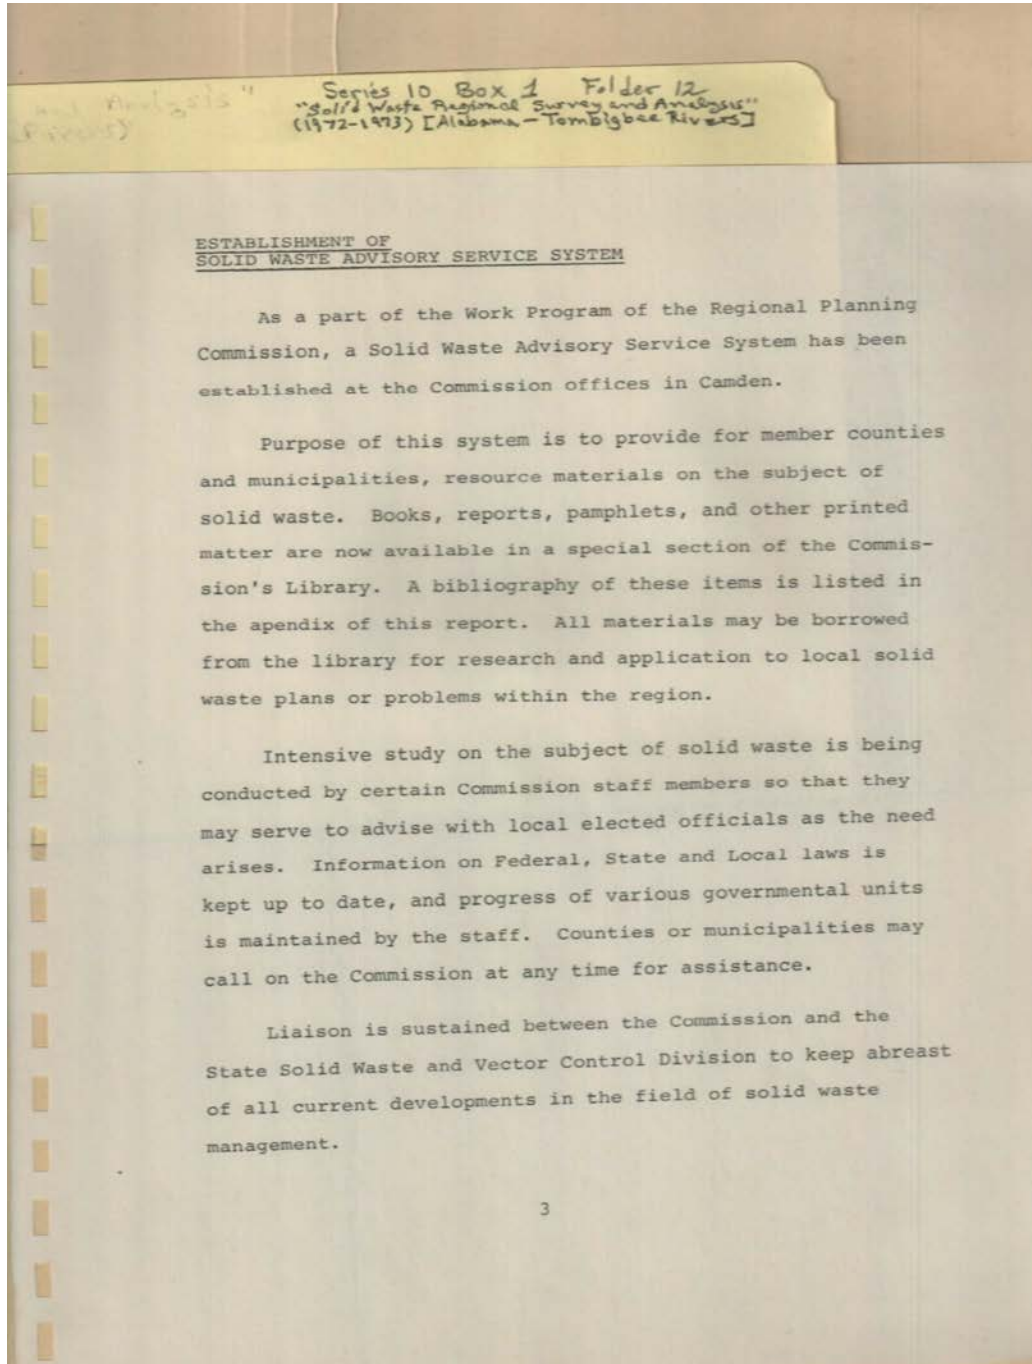 Series 10 Box 1 Folder 12
"Solid Waste Regional Survey and Analysis"
(1972-1973) [Alabama - Tombigbee Rivers]
ESTABLISHMENT OF
SOLID WASTE ADVISORY SERVICE SYSTEM
As a part of the Work Program of the Regional Planning
Commission, a Solid Waste Advisory Service System has been
established at the Commission offices in Camden.
Purpose of this system is to provide for member counties
and municipalities, resource materials on the subject of
solid waste. Books, reports, pamphlets, and other printed
matter are now available in a special section of the Commis-
sion's Library. A bibliography of these items is listed in
the apendix of this report. All materials may be borrowed
from the library for research and application to local solid
waste plans or problems within the region.
Intensive study on the subject of solid waste is being
conducted by certain Commission staff members so that they
may serve to advise with local elected officials as the need
arises. Information on Federal, State and Local laws is
kept up to date, and progress of various governmental units
is maintained by the staff. Counties or municipalities may
call on the Commission at any time for assistance.
Liaison is sustained between the Commission and the
State Solid Waste and Vector Control Division to keep abreast
of all current developments in the field of solid waste
management.
3